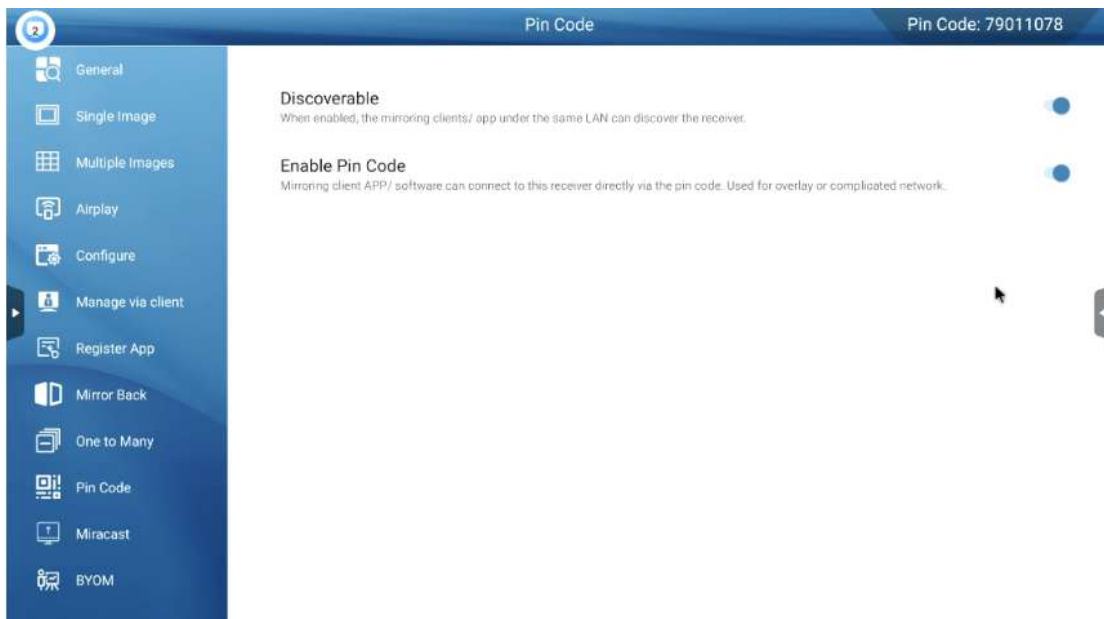 2
Pin Code
Pin Code: 79011078
General
Single Image
Multiple Images
Airplay
Configure
Manage via client
Register App
Mirror Back
One to Many
Pin Code
Miracast
BYOM
Discoverable
When enabled, the mirroring clients/ app under the same LAN can discover the receiver.
Enable Pin Code
Mirroring client APP/ software can connect to this receiver directly via the pin code. Used for overlay or complicated network.